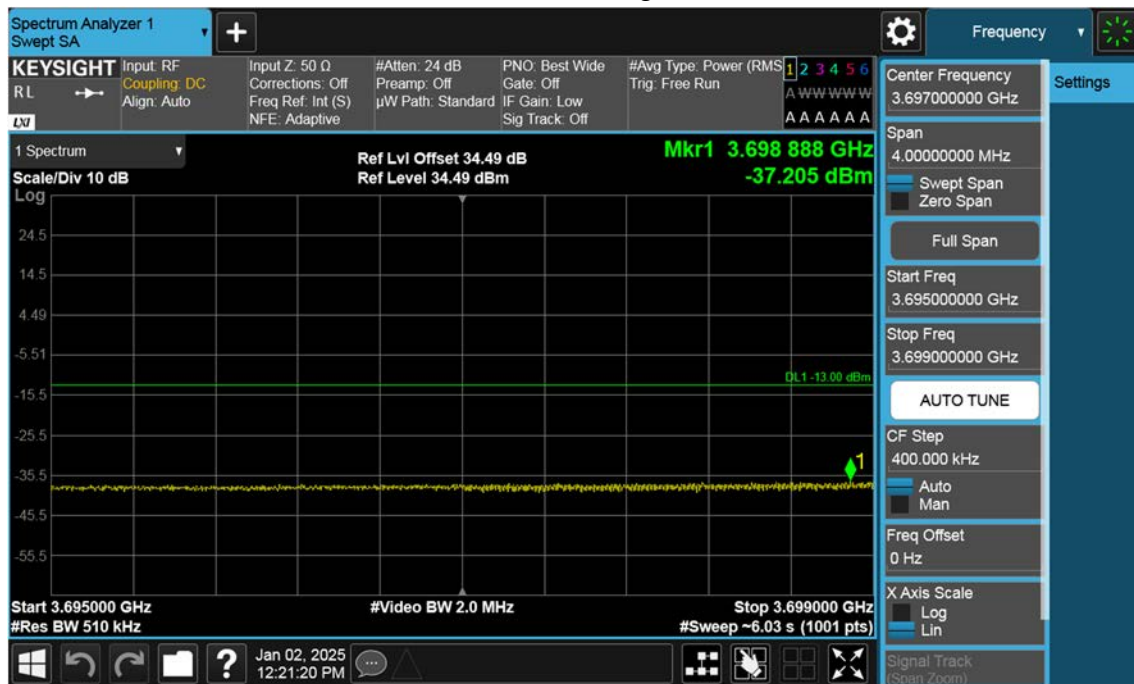 Spectrum Analyzer 1
Swept SA
Frequency
KEYSIGHT
RL
LXI
Input: RF
Coupling: DC
Align: Auto
Input Z: 50 Ω
Corrections: Off
Freq Ref: Int (S)
NFE: Adaptive
#Atten: 24 dB
Preamp: Off
µW Path: Standard
PNO: Best Wide
Gate: Off
IF Gain: Low
Sig Track: Off
#Avg Type: Power (RMS
Trig: Free Run
1 2 3 4 5 6
A W W W W W
A A A A A A
1 Spectrum
Scale/Div 10 dB
Ref Lvl Offset 34.49 dB
Ref Level 34.49 dBm
Mkr1 3.698 888 GHz
-37.205 dBm
Log
24.5
14.5
4.49
-5.51
DL1 -13.00 dBm
-15.5
-25.5
1
-35.5
-45.5
-55.5
Start 3.695000 GHz
#Video BW 2.0 MHz
Stop 3.699000 GHz
#Res BW 510 kHz
#Sweep ~6.03 s (1001 pts)
?
Jan 02, 2025
12:21:20 PM
Center Frequency
3.697000000 GHz
Settings
Span
4.00000000 MHz
Swept Span
Zero Span
Full Span
Start Freq
3.695000000 GHz
Stop Freq
3.699000000 GHz
AUTO TUNE
CF Step
400.000 kHz
Auto
Man
Freq Offset
0 Hz
X Axis Scale
Log
Lin
Signal Track
(Span Zoom)